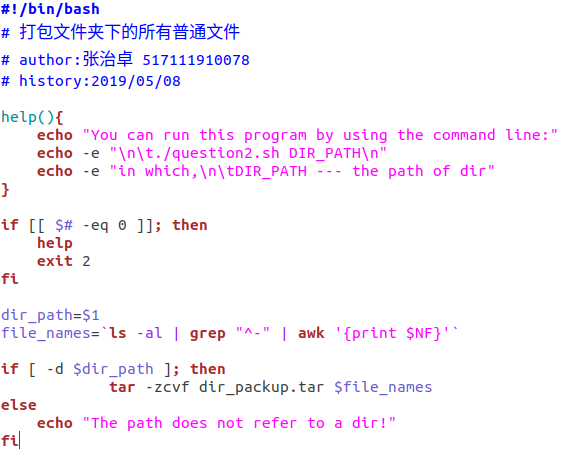 #!/bin/bash
# 打包文件夹下的所有普通文件
# author:张治卓 517111910078
# history:2019/05/08
help(){
    echo "You can run this program by using the command line:"
    echo -e "\n\t./question2.sh DIR_PATH\n"
    echo -e "in which,\n\tDIR_PATH --- the path of dir"
}
if [[ $# -eq 0 ]]; then
    help
    exit 2
fi
dir_path=$1
file_names=`ls -al | grep "^-" | awk '{print $NF}'`
if [ -d $dir_path ]; then
            tar -zcvf dir_packup.tar $file_names
else
    echo "The path does not refer to a dir!"
fi